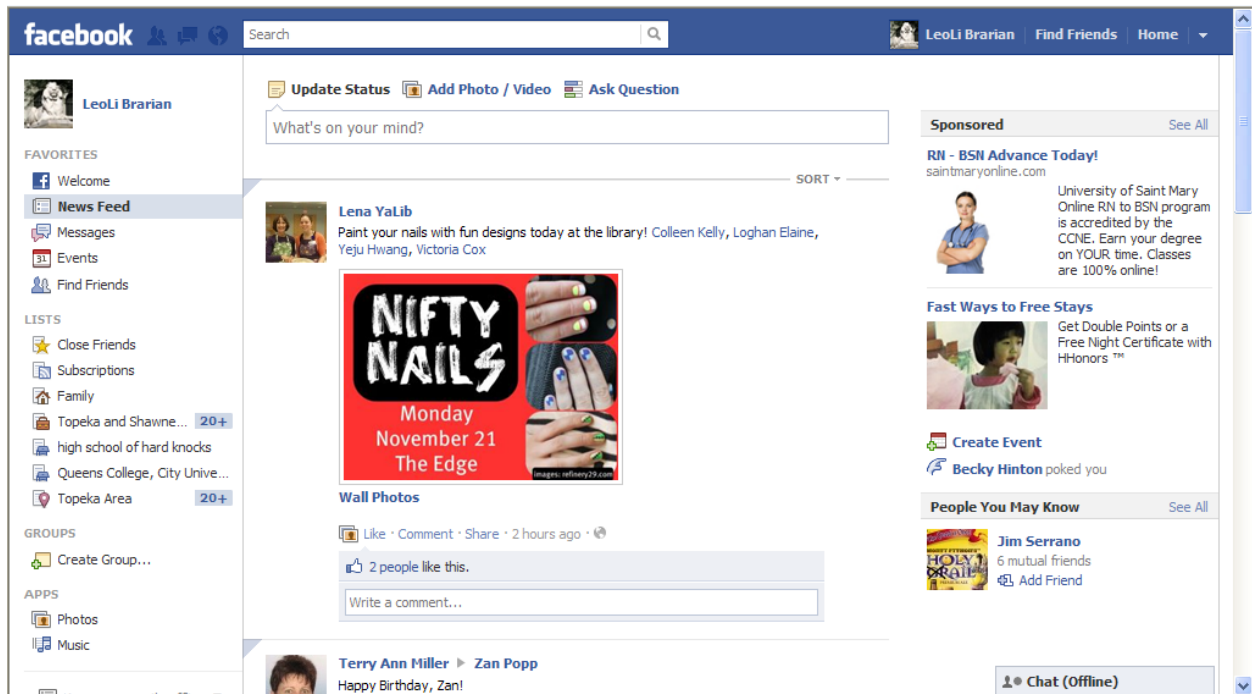 facebook
Search
LeoLi Brarian
Find Friends
Home
LeoLi Brarian
FAVORITES
Welcome
News Feed
Messages
31
Events
Find Friends
LISTS
Close Friends
Subscriptions
Family
Topeka and Shawne... 20+
high school of hard knocks
Queens College, City Unive...
Topeka Area 20+
GROUPS
Create Group...
APPS
Photos
Music
Update Status
Add Photo / Video
Ask Question
What's on your mind?
SORT
Lena YaLib
Paint your nails with fun designs today at the library! Colleen Kelly, Loghan Elaine,
Yeju Hwang, Victoria Cox
NIFTY
NAILS
Monday
November 21
The Edge
images: refinery29.com
Wall Photos
Like · Comment · Share · 2 hours ago ·
2 people like this.
Write a comment...
Terry Ann Miller
Zan Popp
Happy Birthday, Zan!
Sponsored
See All
RN - BSN Advance Today!
saintmaryonline.com
University of Saint Mary
Online RN to BSN program
is accredited by the
CCNE. Earn your degree
on YOUR time. Classes
are 100% online!
Fast Ways to Free Stays
Get Double Points or a
Free Night Certificate with
HHonors ™
Create Event
Becky Hinton poked you
People You May Know
See All
HOLY
Jim Serrano
6 mutual friends
Add Friend
Chat (Offline)